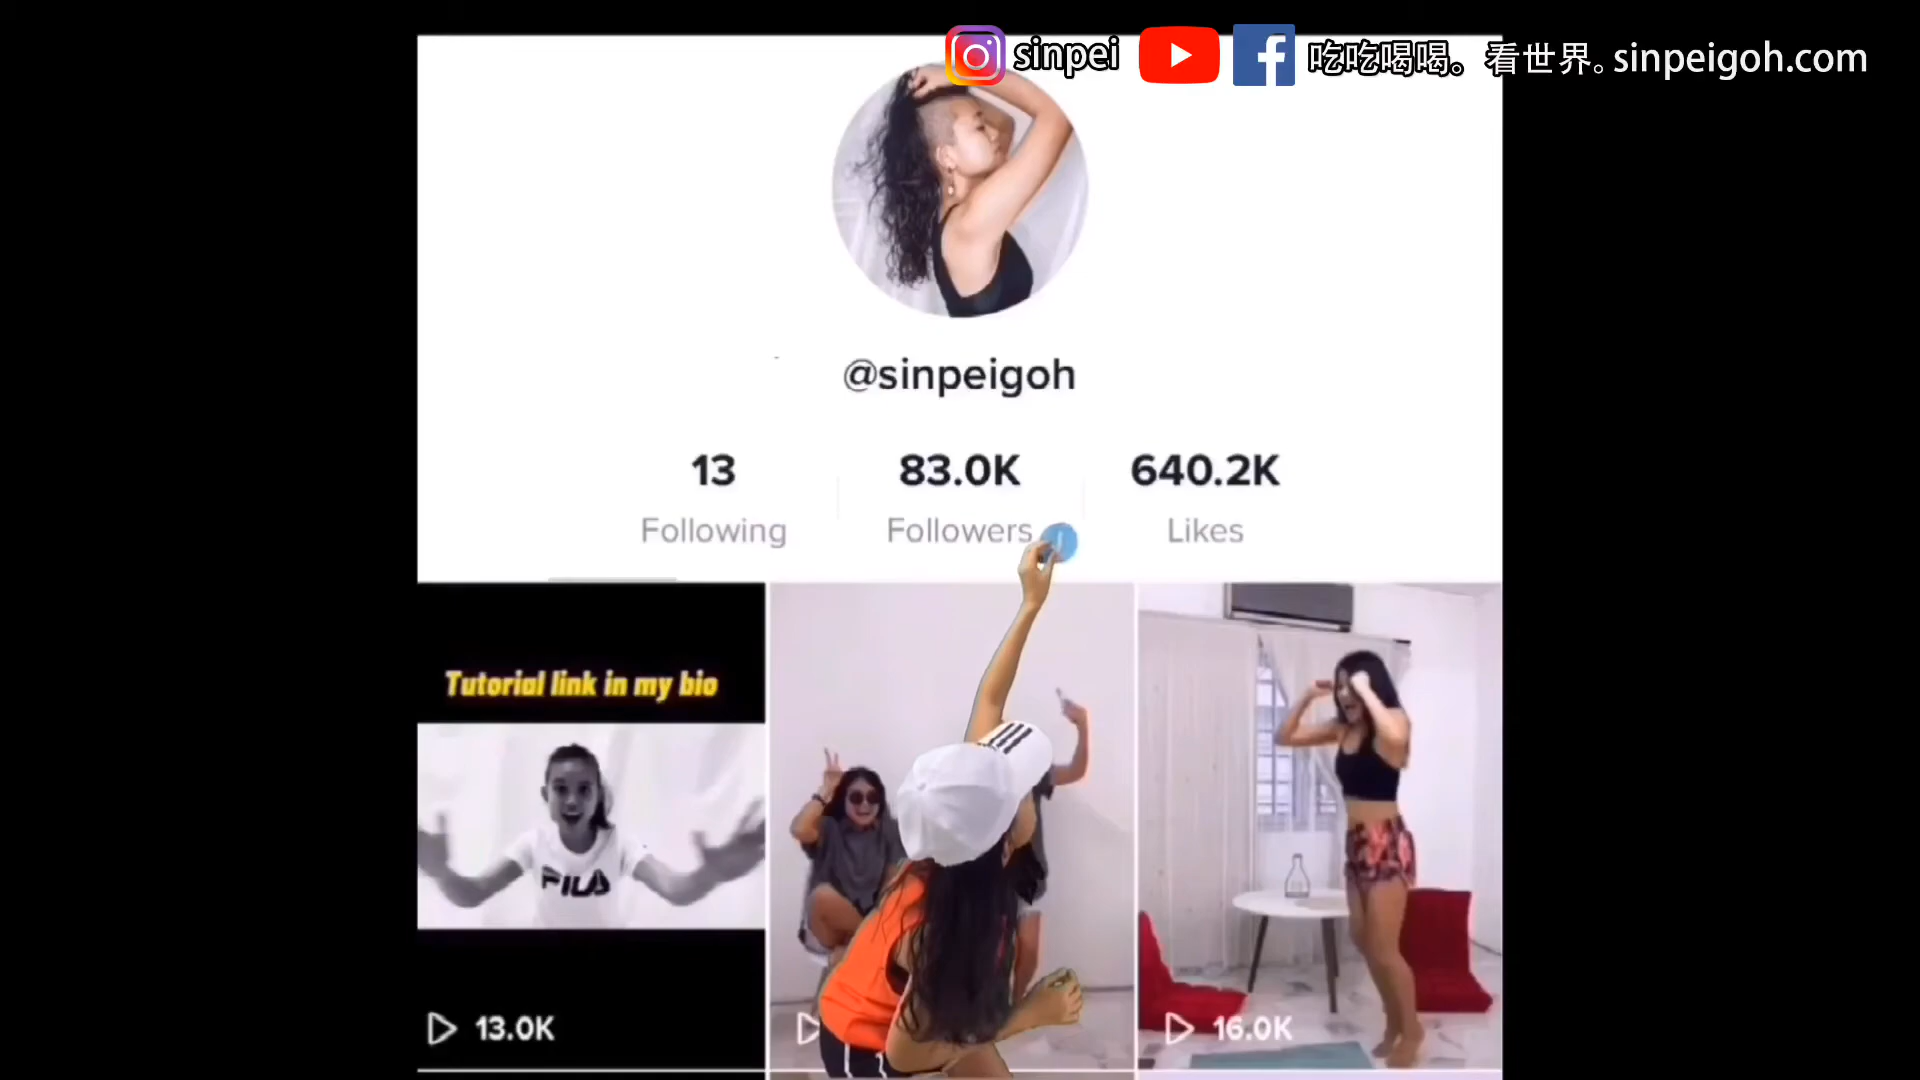 sinpei 吃吃喝喝。看世界。sinpeigoh.com
@sinpeigoh
13 83.0K 640.2K
Following Followers Likes
Tutorial link in my bio
FILA
13.0K 16.0K